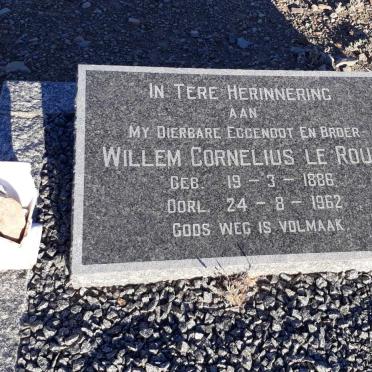 In Tere Herinnering
aan
My Dierbare Eggenoot En Broer
Willem Cornelius le Rou
Geb. 19 - 3 - 1886
Oorl. 24 - 8 - 1962
Gods weg is volmaak